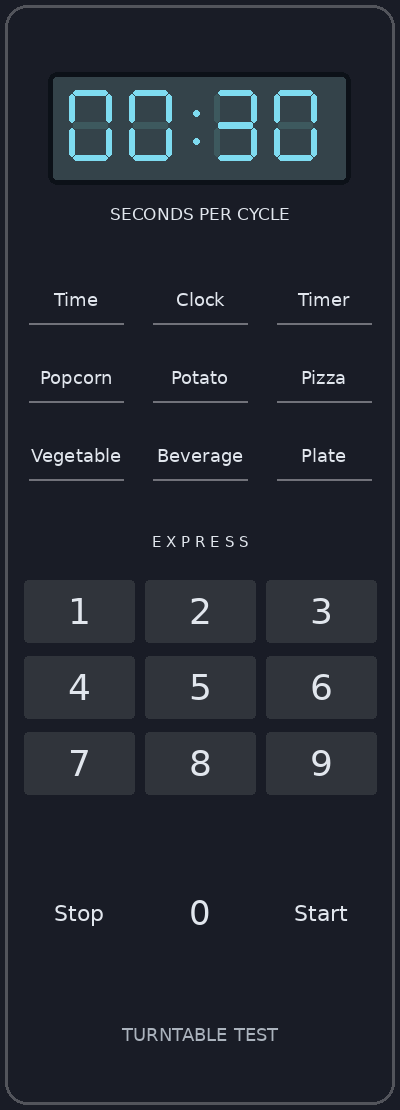 00:30
SECONDS PER CYCLE
Time Clock Timer
Popcorn Potato Pizza
Vegetable Beverage Plate
EXPRESS
1 2 3
4 5 6
7 8 9
Stop 0 Start
TURNTABLE TEST